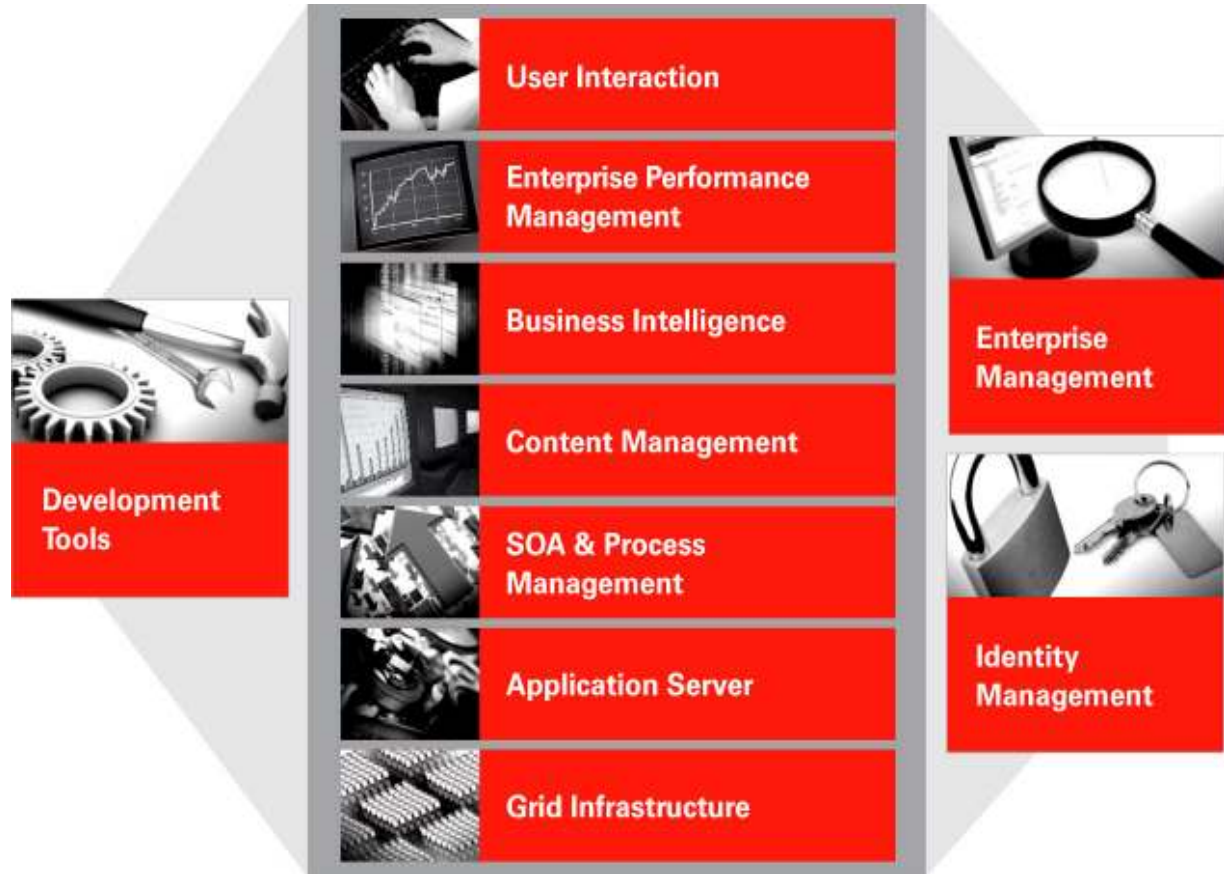 User Interaction
Enterprise Performance
Management
Business Intelligence
Content Management
SOA & Process
Management
Application Server
Grid Infrastructure
Development
Tools
Enterprise
Management
Identity
Management